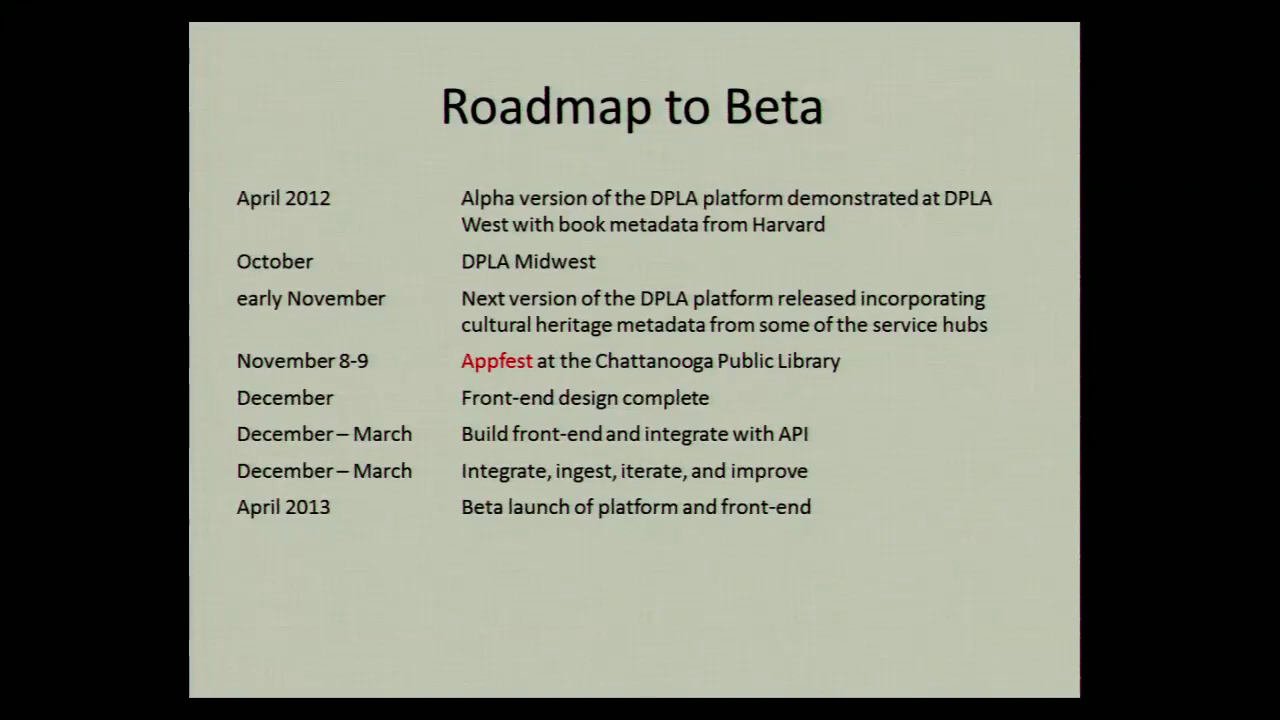 Roadmap to Beta
April 2012 Alpha version of the DPLA platform demonstrated at DPLA
West with book metadata from Harvard
October DPLA Midwest
early November Next version of the DPLA platform released incorporating
cultural heritage metadata from some of the service hubs
November 8-9 Appfest at the Chattanooga Public Library
December Front-end design complete
December – March Build front-end and integrate with API
December – March Integrate, ingest, iterate, and improve
April 2013 Beta launch of platform and front-end